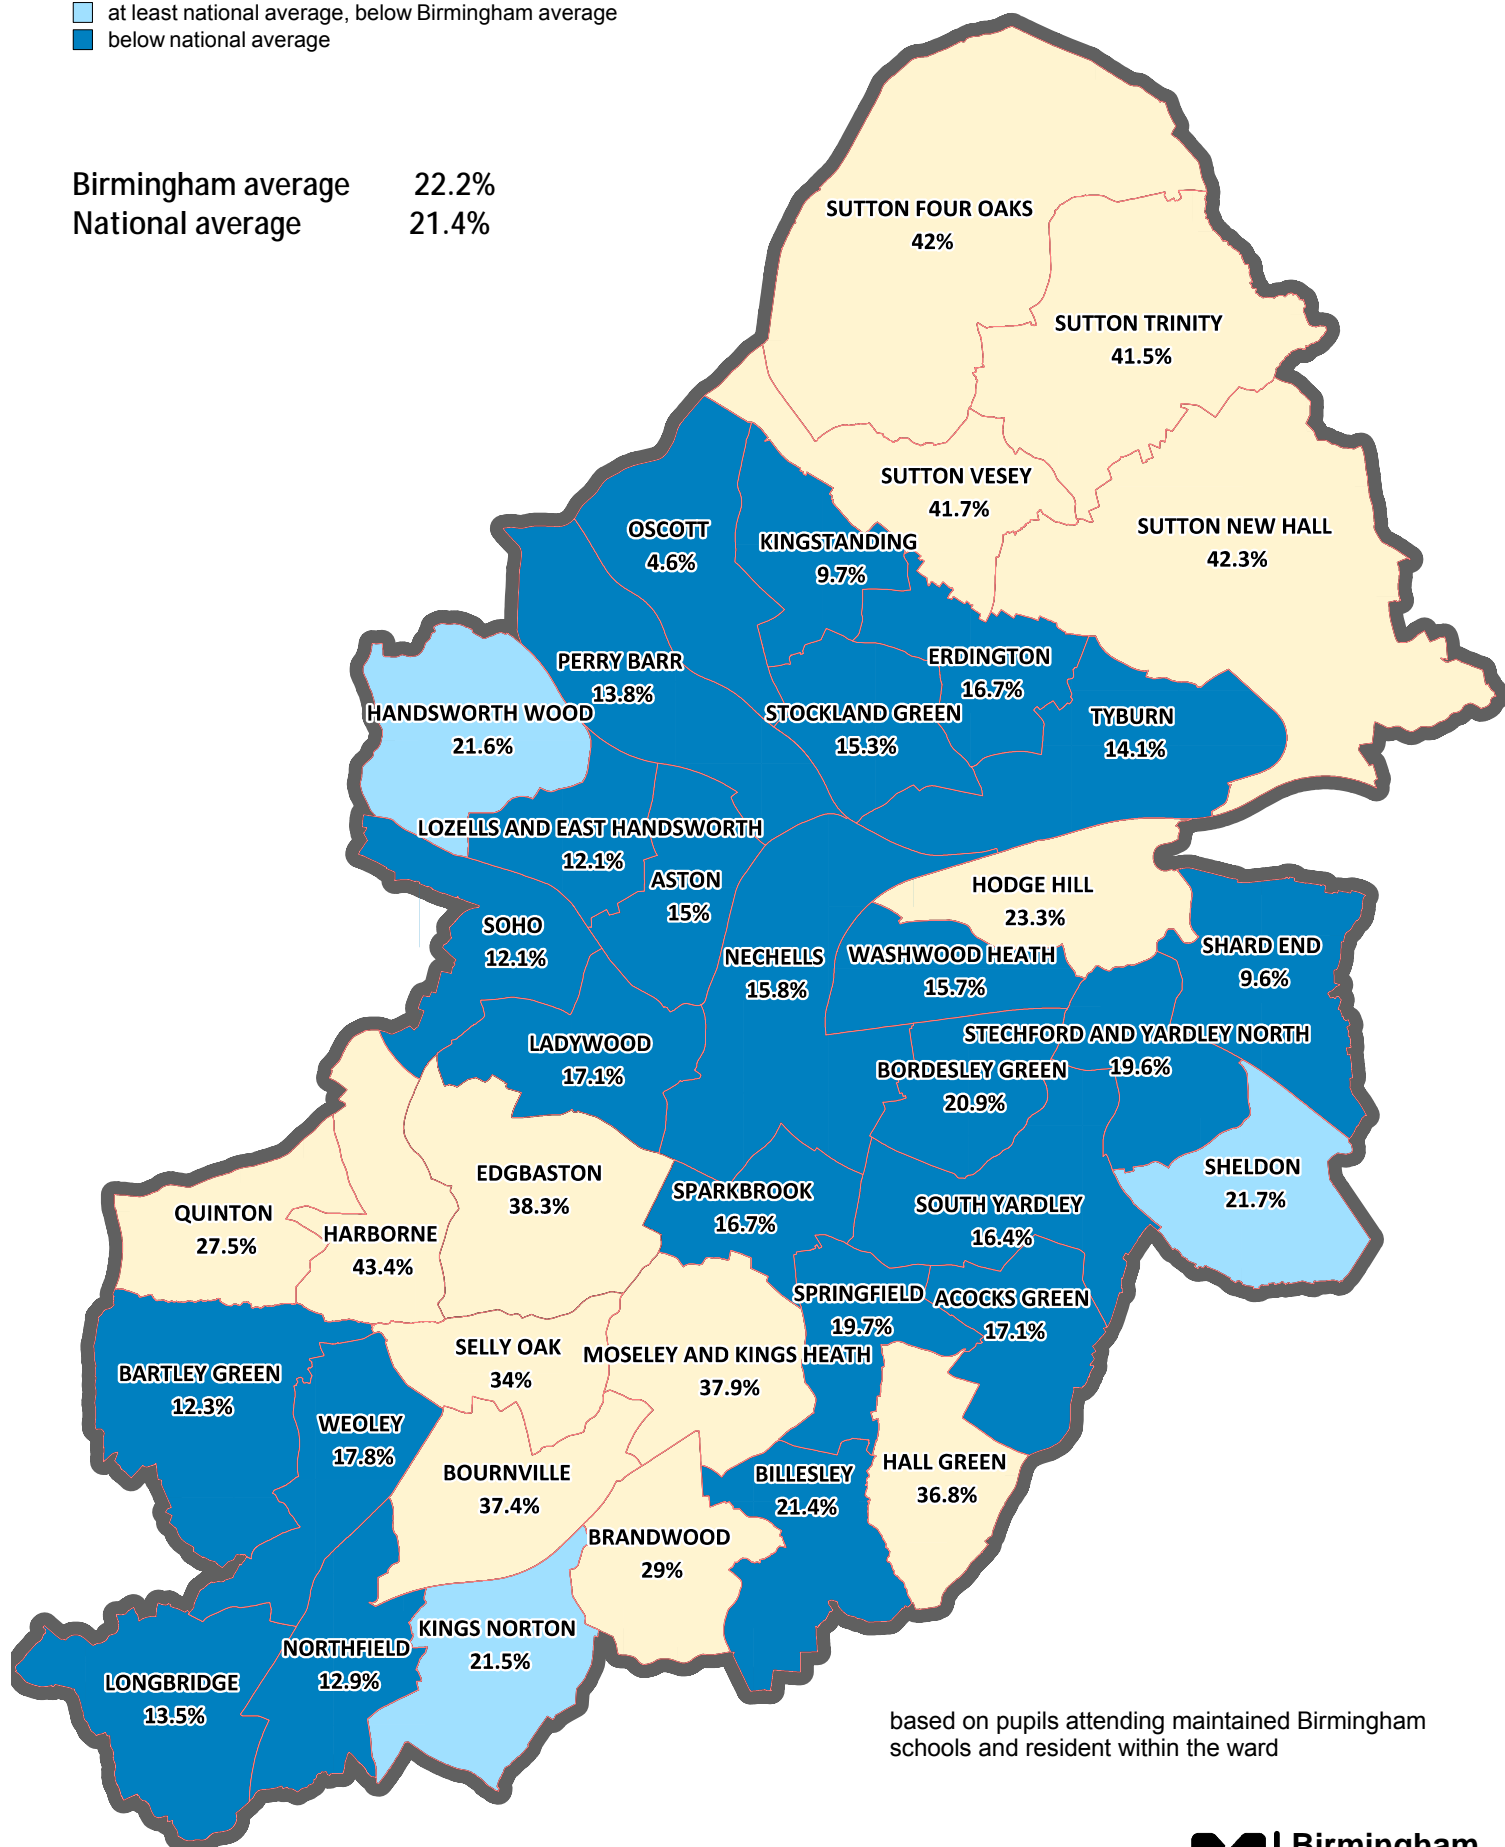 at least national average, below Birmingham average
below national average
Birmingham average 22.2%
National average 21.4%
SUTTON FOUR OAKS
42%
SUTTON TRINITY
41.5%
SUTTON VESEY
41.7%
SUTTON NEW HALL
42.3%
OSCOTT
4.6%
KINGSTANDING
9.7%
PERRY BARR
13.8%
ERDINGTON
16.7%
HANDSWORTH WOOD
21.6%
STOCKLAND GREEN
15.3%
TYBURN
14.1%
LOZELLS AND EAST HANDSWORTH
12.1%
ASTON
15%
HODGE HILL
23.3%
SOHO
12.1%
NECHELLS
15.8%
WASHWOOD HEATH
15.7%
SHARD END
9.6%
LADYWOOD
17.1%
STECHFORD AND YARDLEY NORTH
19.6%
BORDESLEY GREEN
20.9%
EDGBASTON
38.3%
SHELDON
21.7%
QUINTON
27.5%
HARBORNE
43.4%
SPARKBROOK
16.7%
SOUTH YARDLEY
16.4%
SPRINGFIELD
19.7%
ACOCKS GREEN
17.1%
SELLY OAK
34%
MOSELEY AND KINGS HEATH
37.9%
BARTLEY GREEN
12.3%
WEOLEY
17.8%
BOURNVILLE
37.4%
BILLESLEY
21.4%
HALL GREEN
36.8%
BRANDWOOD
29%
KINGS NORTON
21.5%
NORTHFIELD
12.9%
LONGBRIDGE
13.5%
based on pupils attending maintained Birmingham
schools and resident within the ward
Birmingham